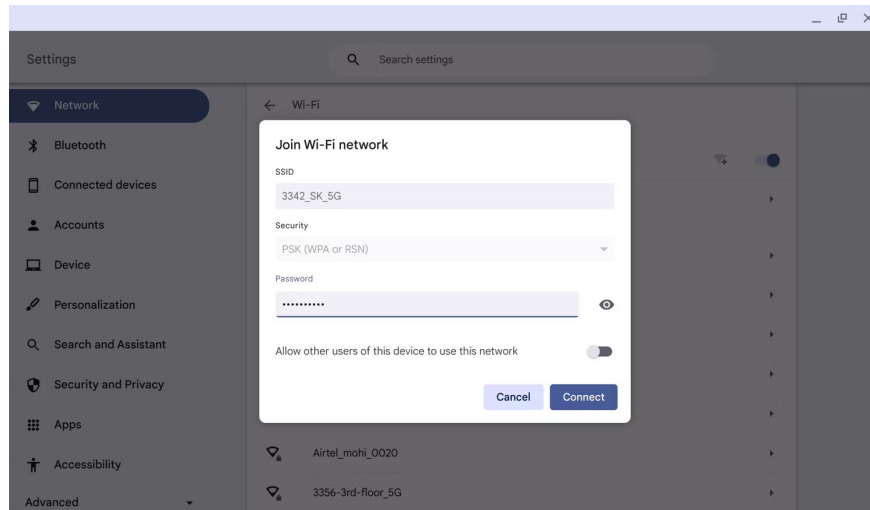 Settings
Search settings
Network
Bluetooth
Connected devices
Accounts
Device
Personalization
Search and Assistant
Security and Privacy
Apps
Accessibility
Advanced
Wi-Fi
Join Wi-Fi network
SSID
3342_SK_5G
Security
PSK (WPA or RSN)
Password
••••••••••
Allow other users of this device to use this network
Cancel
Connect
Airtel_mohi_0020
3356-3rd-floor_5G